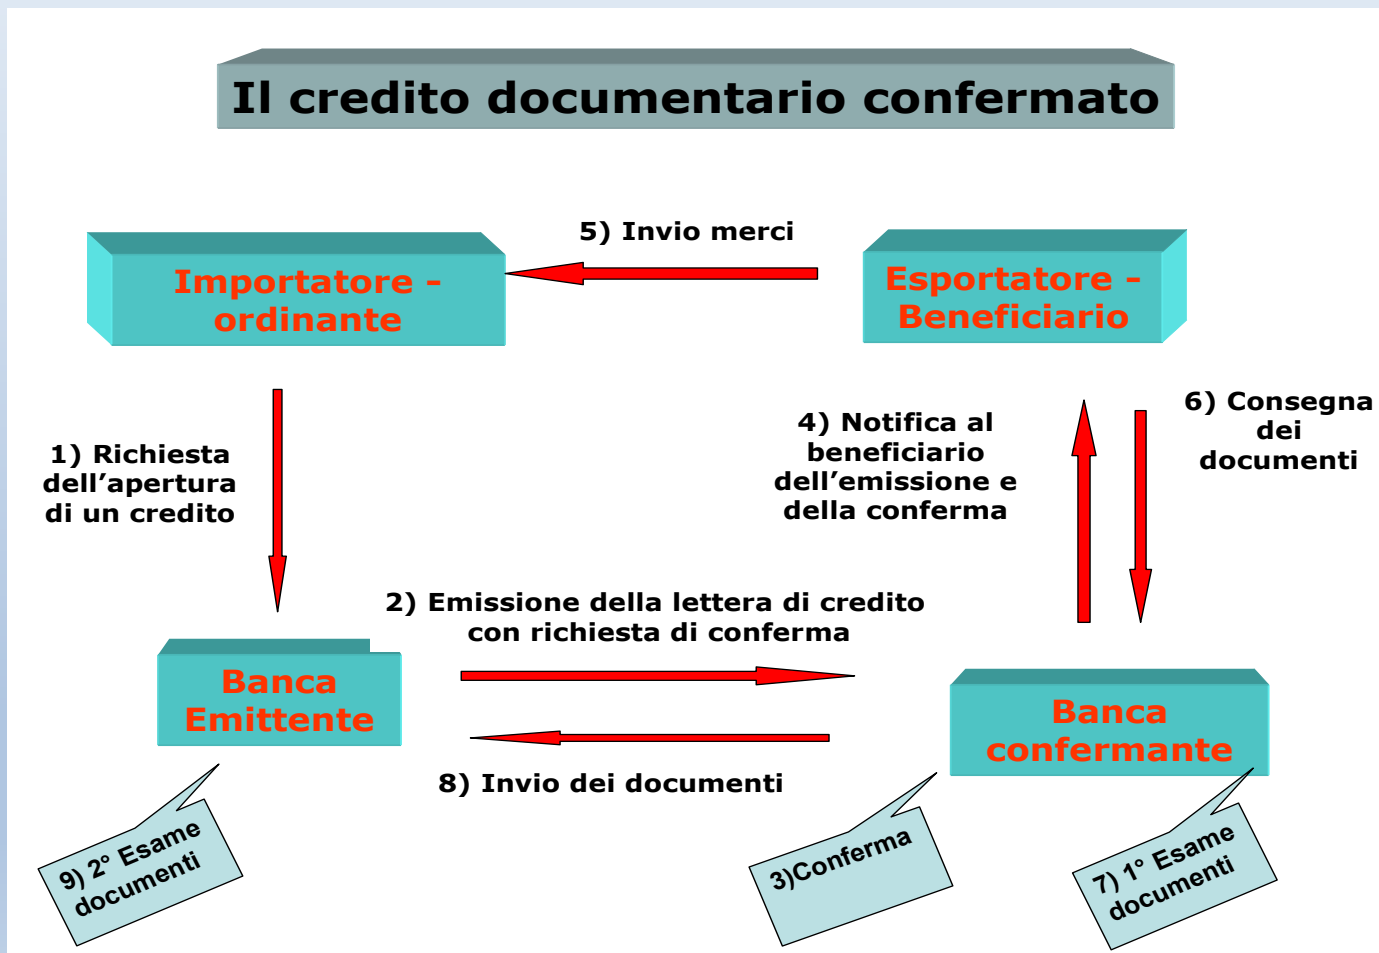 Il credito documentario confermato
5) Invio merci
Importatore -
ordinante
Esportatore -
Beneficiario
1) Richiesta
dell’apertura
di un credito
4) Notifica al
beneficiario
dell’emissione e
della conferma
6) Consegna
dei
documenti
2) Emissione della lettera di credito
con richiesta di conferma
Banca
Emittente
Banca
confermante
8) Invio dei documenti
9) 2° Esame
documenti
3)Conferma
7) 1° Esame
documenti